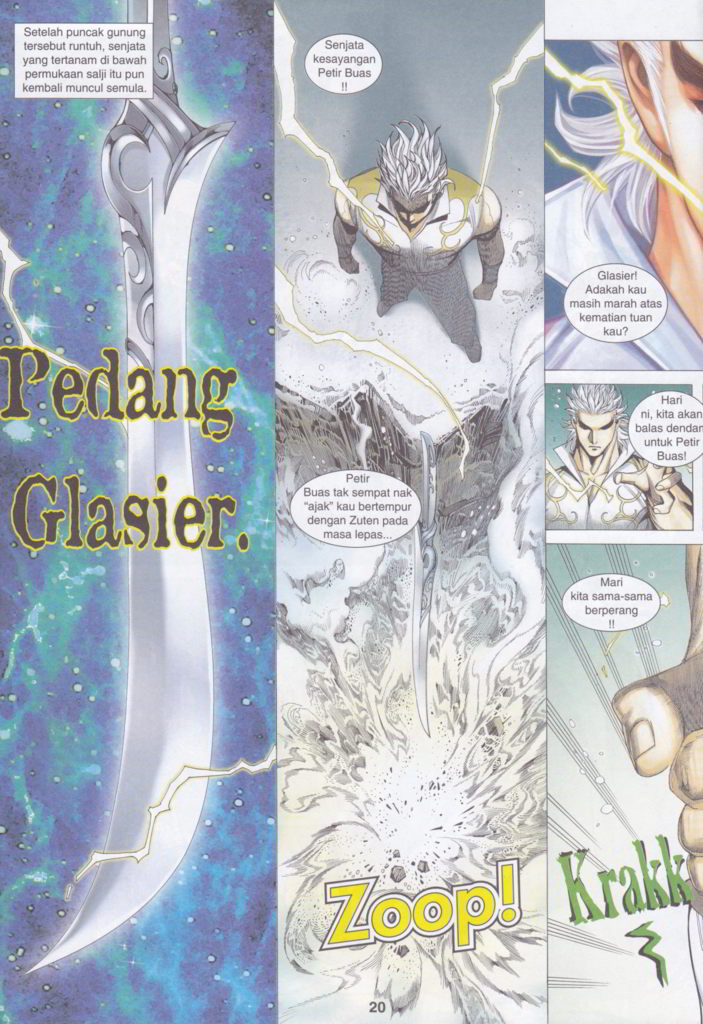 Setelah puncak gunung
tersebut runtuh, senjata
yang tertanam di bawah
permukaan salji itu pun
kembali muncul semula.
Pedang
Glasier.
Senjata
kesayangan
Petir Buas
!!
Petir
Buas tak sempat nak
"ajak" kau bertempur
dengan Zuten pada
masa lepas...
Zoop!
Glasier!
Adakah kau
masih marah atas
kematian tuan
kau?
Hari
ni, kita akan
balas dendam
untuk Petir
Buas!
Mari
kita sama-sama
berperang
!!
Krakk
20